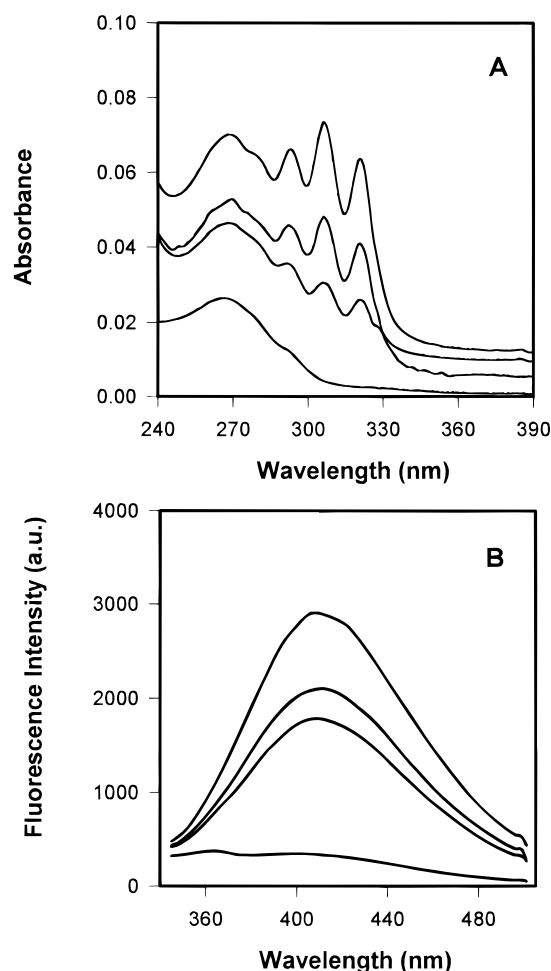 A
0.10
0.08
0.06
0.04
0.02
0.00
Absorbance
240 270 300 330 360 390
Wavelength (nm)
B
4000
3000
2000
1000
0
Fluorescence Intensity (a.u.)
360 400 440 480
Wavelength (nm)